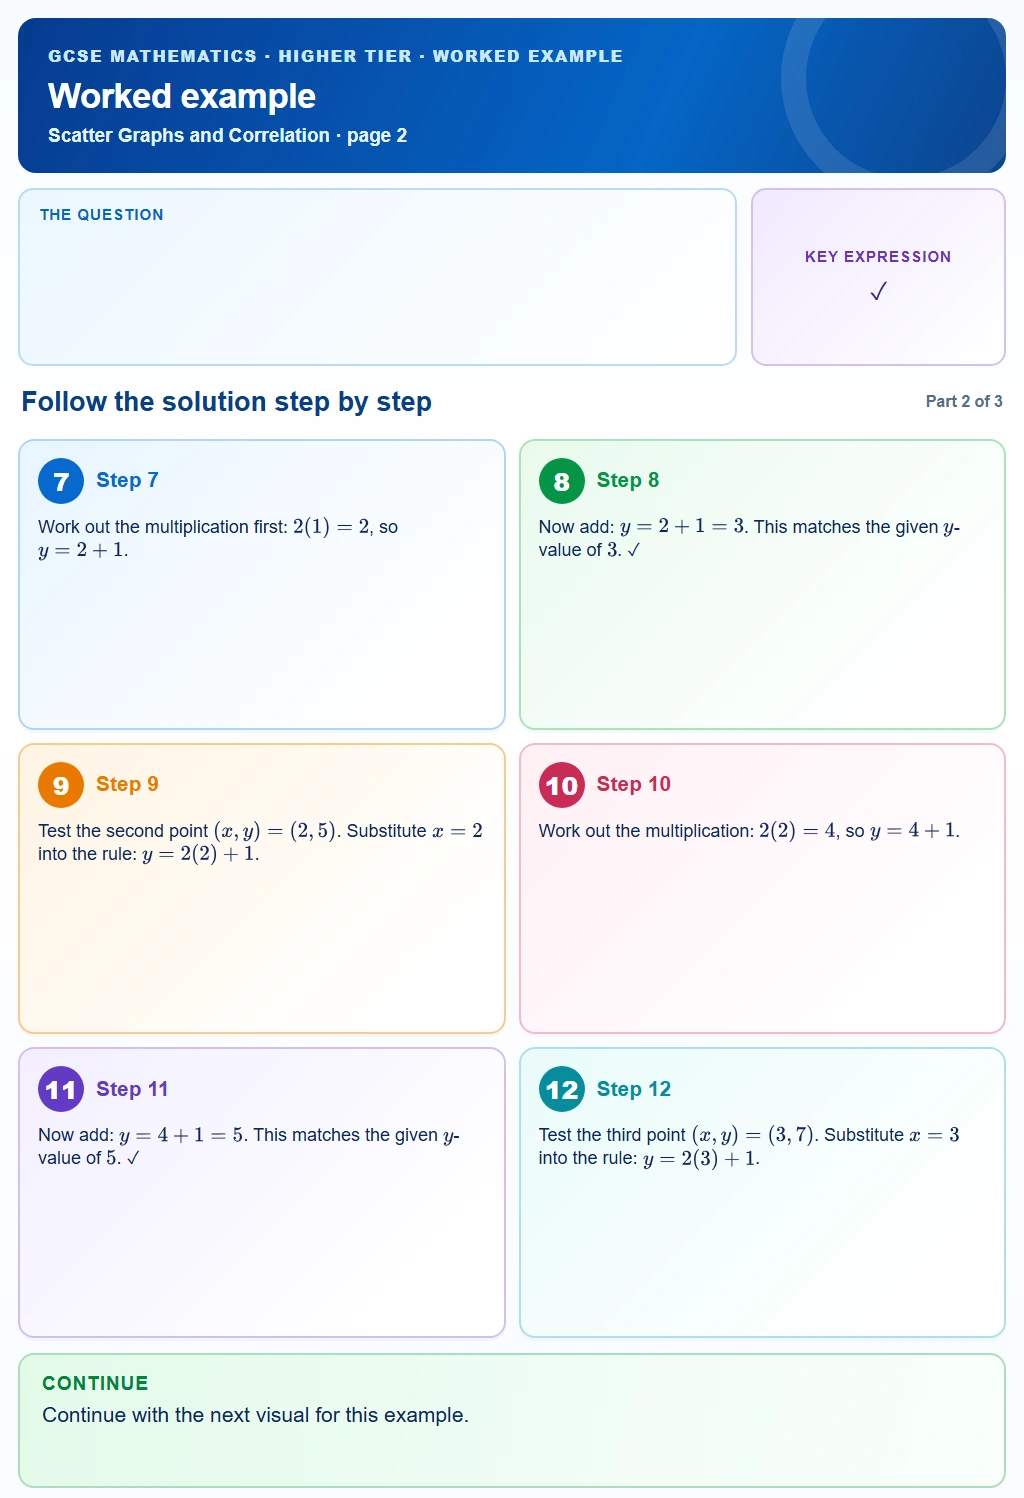 GCSE MATHEMATICS · HIGHER TIER · WORKED EXAMPLE
Worked example
Scatter Graphs and Correlation · page 2
THE QUESTION
KEY EXPRESSION
✓
Follow the solution step by step
Part 2 of 3
7 Step 7
Work out the multiplication first: 2(1) = 2, so
y = 2 + 1.
8 Step 8
Now add: y = 2 + 1 = 3. This matches the given y-
value of 3. ✓
9 Step 9
Test the second point (x, y) = (2, 5). Substitute x = 2
into the rule: y = 2(2) + 1.
10 Step 10
Work out the multiplication: 2(2) = 4, so y = 4 + 1.
11 Step 11
Now add: y = 4 + 1 = 5. This matches the given y-
value of 5. ✓
12 Step 12
Test the third point (x, y) = (3, 7). Substitute x = 3
into the rule: y = 2(3) + 1.
CONTINUE
Continue with the next visual for this example.